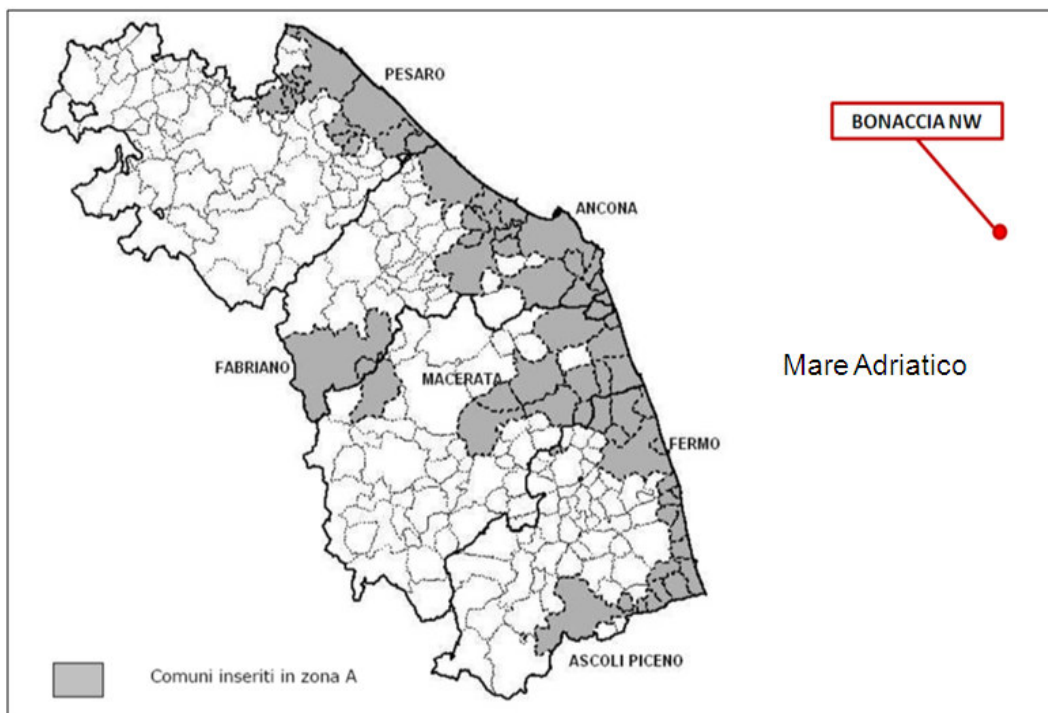 PESARO
BONACCIA NW
ANCONA
FABRIANO
MACERATA
Mare Adriatico
FERMO
ASCOLI PICENO
Comuni inseriti in zona A